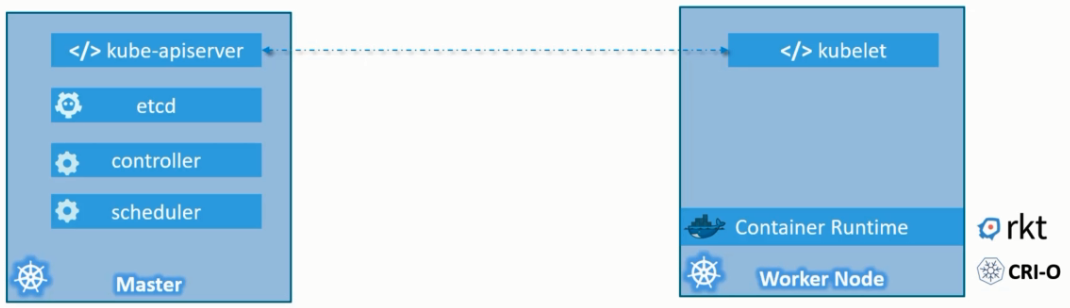 </> kube-apiserver
etcd
controller
scheduler
Master
</> kubelet
Container Runtime
Worker Node
rkt
CRI-O